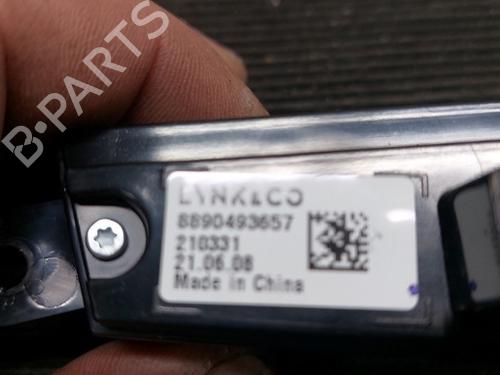 B-PARTS
LYNK&CO
8890493657
210331
21.06.08
Made in China